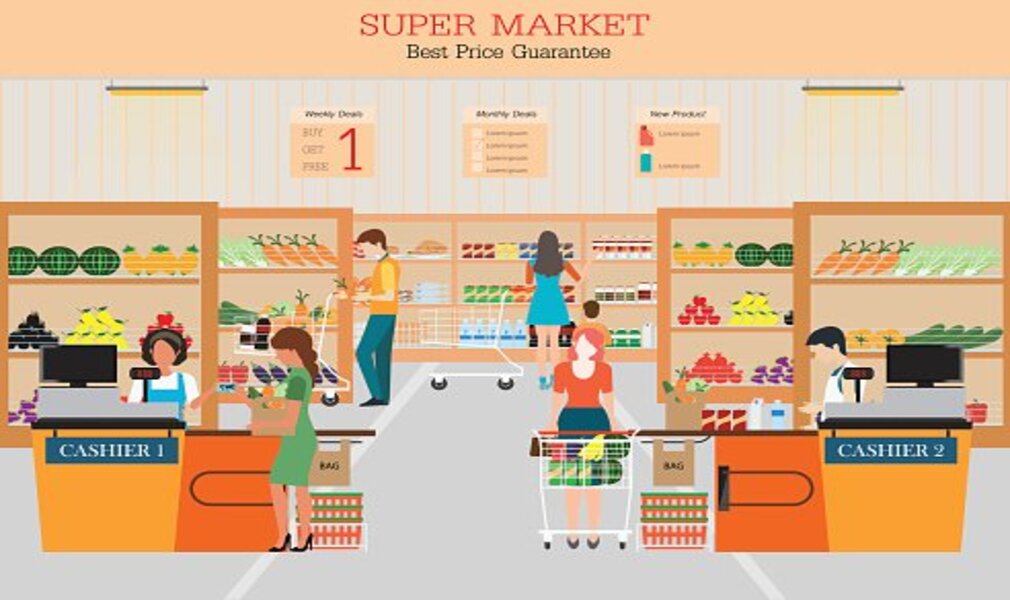 SUPER MARKET
Best Price Guarantee
Weekly Deals
BUY
GET
FREE
1
Monthly Deals
Lorem ipsum
Lorem ipsum
Lorem ipsum
Lorem ipsum
New Product
Lorem ipsum
Lorem ipsum
CASHIER 1
BAG
BAG
CASHIER 2